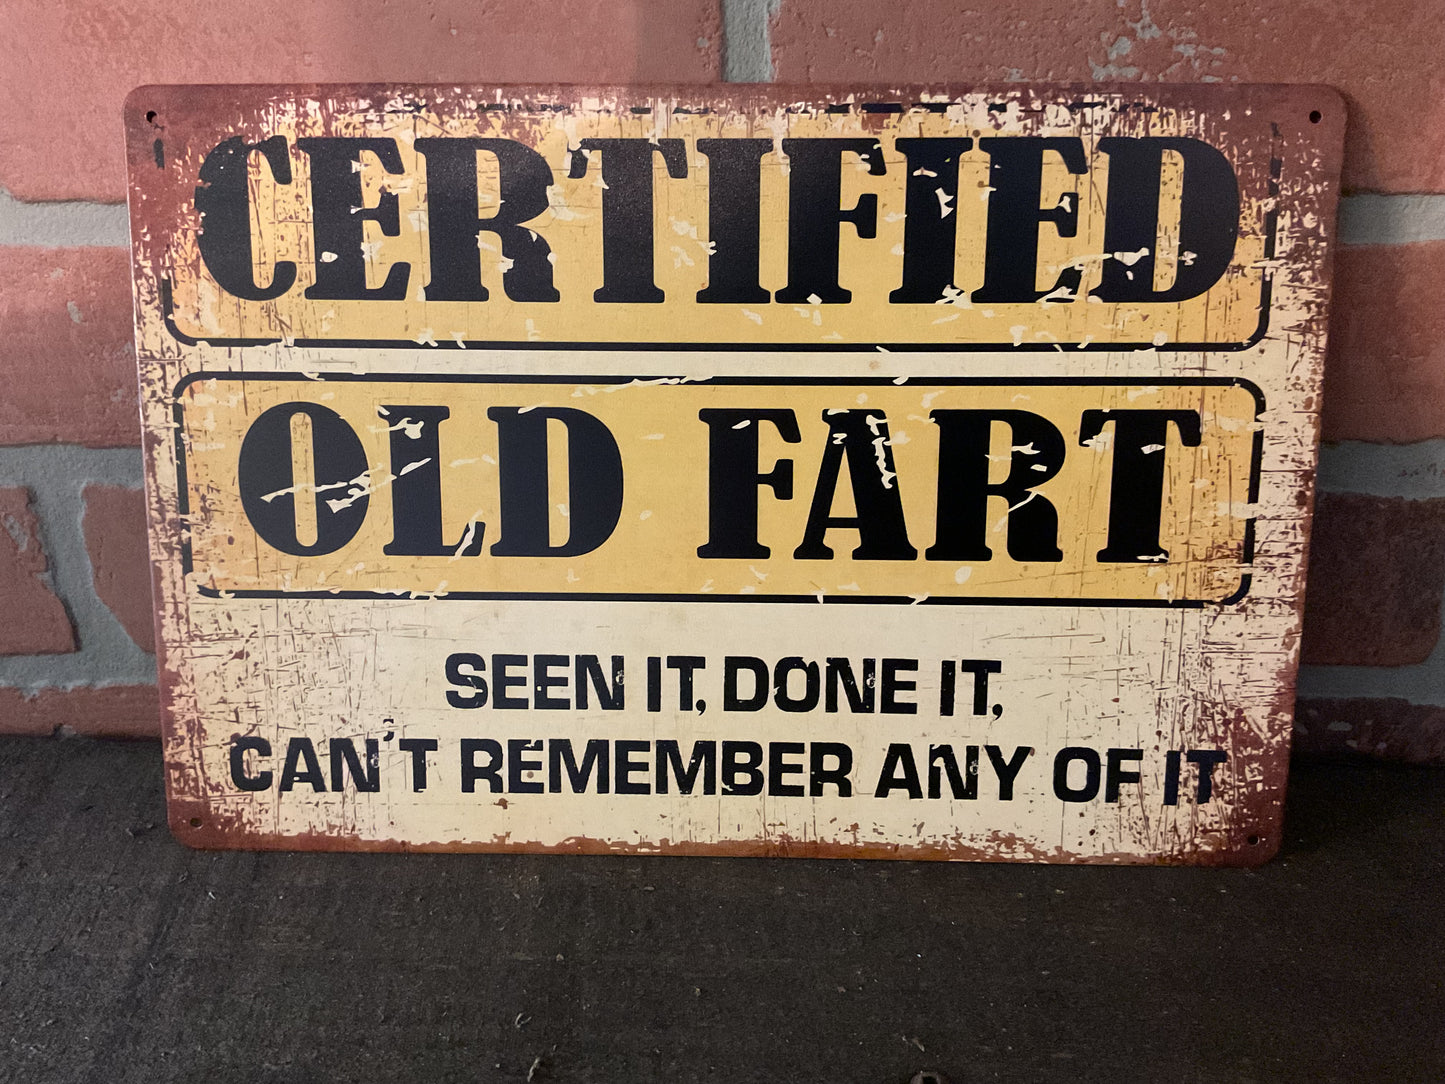 CERTIFIED
OLD FART
SEEN IT, DONE IT,
CAN'T REMEMBER ANY OF IT